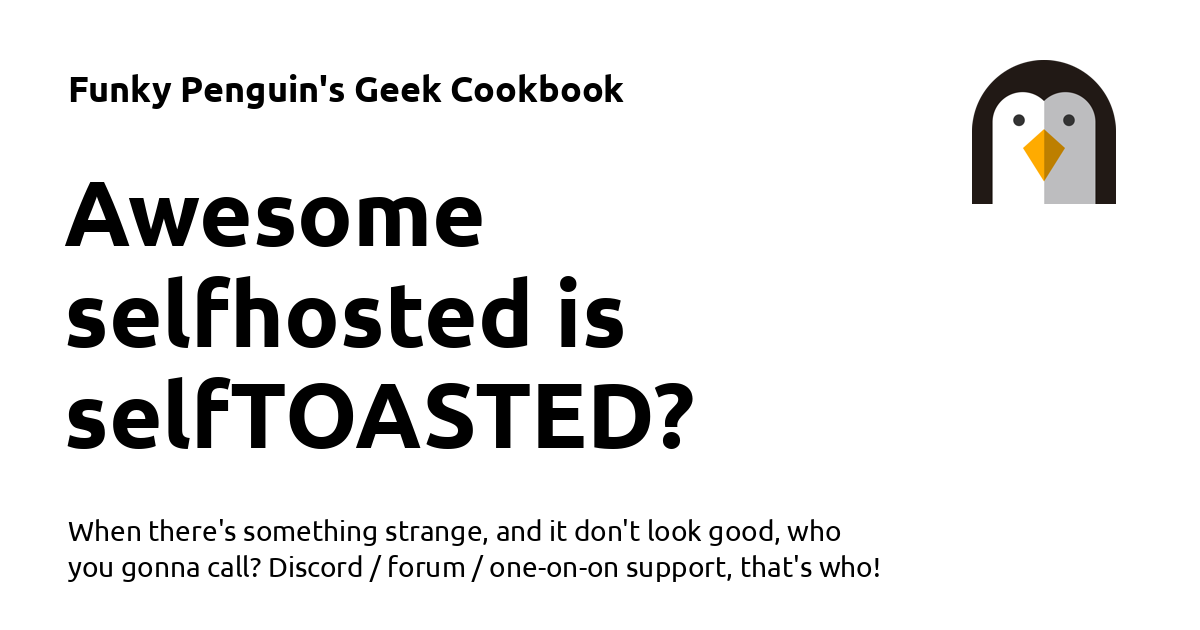 Funky Penguin's Geek Cookbook
Awesome
selfhosted is
selfTOASTED?
When there's something strange, and it don't look good, who
you gonna call? Discord / forum / one-on-on support, that's who!